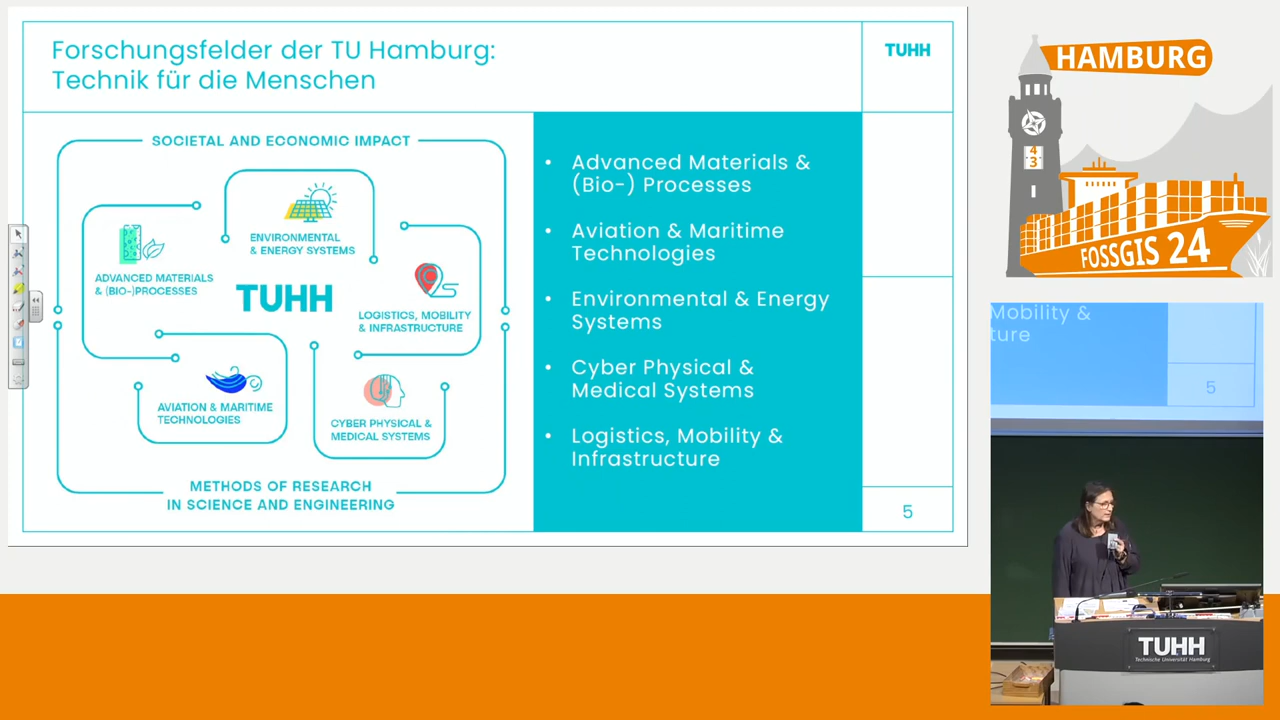 Forschungsfelder der TU Hamburg:
Technik für die Menschen
TUHH
SOCIETAL AND ECONOMIC IMPACT
ENVIRONMENTAL
& ENERGY SYSTEMS
ADVANCED MATERIALS
& (BIO-)PROCESSES
TUHH
LOGISTICS, MOBILITY
& INFRASTRUCTURE
AVIATION & MARITIME
TECHNOLOGIES
CYBER PHYSICAL &
MEDICAL SYSTEMS
METHODS OF RESEARCH
IN SCIENCE AND ENGINEERING
• Advanced Materials &
(Bio-) Processes
• Aviation & Maritime
Technologies
• Environmental & Energy
Systems
• Cyber Physical &
Medical Systems
• Logistics, Mobility &
Infrastructure
5
HAMBURG
4
3
FOSSGIS 24
Mobility &
ture
5
TUHH
Technische Universität Hamburg